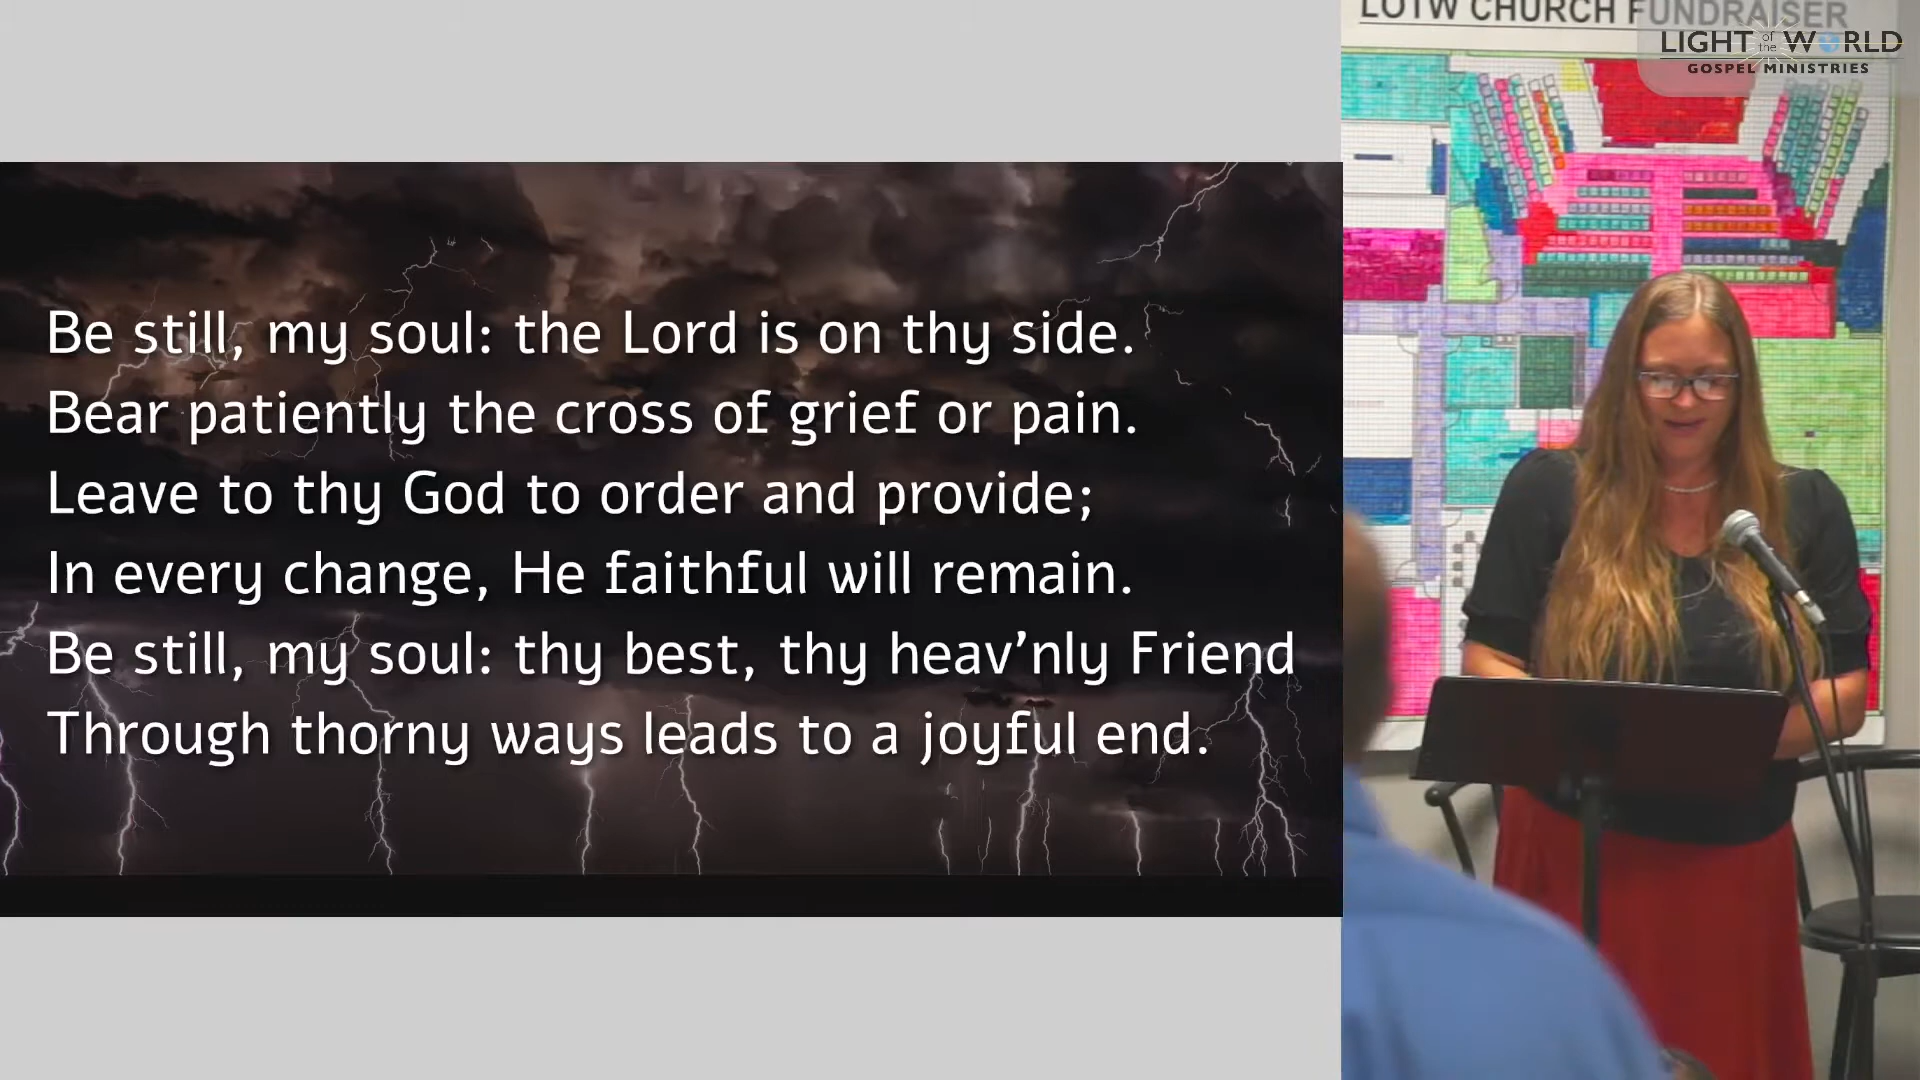 Be still, my soul: the Lord is on thy side.
Bear patiently the cross of grief or pain.
Leave to thy God to order and provide;
In every change, He faithful will remain.
Be still, my soul: thy best, thy heav’nly Friend
Through thorny ways leads to a joyful end.
LOTW CHURCH FUNDRAISER
LIGHT of the WORLD
GOSPEL MINISTRIES